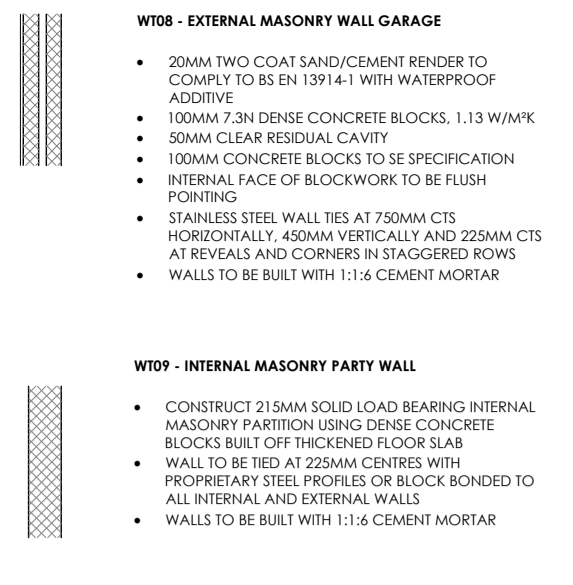 WT08 - EXTERNAL MASONRY WALL GARAGE
• 20MM TWO COAT SAND/CEMENT RENDER TO
COMPLY TO BS EN 13914-1 WITH WATERPROOF
ADDITIVE
• 100MM 7.3N DENSE CONCRETE BLOCKS, 1.13 W/M²K
• 50MM CLEAR RESIDUAL CAVITY
• 100MM CONCRETE BLOCKS TO SE SPECIFICATION
• INTERNAL FACE OF BLOCKWORK TO BE FLUSH
POINTING
• STAINLESS STEEL WALL TIES AT 750MM CTS
HORIZONTALLY, 450MM VERTICALLY AND 225MM CTS
AT REVEALS AND CORNERS IN STAGGERED ROWS
• WALLS TO BE BUILT WITH 1:1:6 CEMENT MORTAR
WT09 - INTERNAL MASONRY PARTY WALL
• CONSTRUCT 215MM SOLID LOAD BEARING INTERNAL
MASONRY PARTITION USING DENSE CONCRETE
BLOCKS BUILT OFF THICKENED FLOOR SLAB
• WALL TO BE TIED AT 225MM CENTRES WITH
PROPRIETARY STEEL PROFILES OR BLOCK BONDED TO
ALL INTERNAL AND EXTERNAL WALLS
• WALLS TO BE BUILT WITH 1:1:6 CEMENT MORTAR